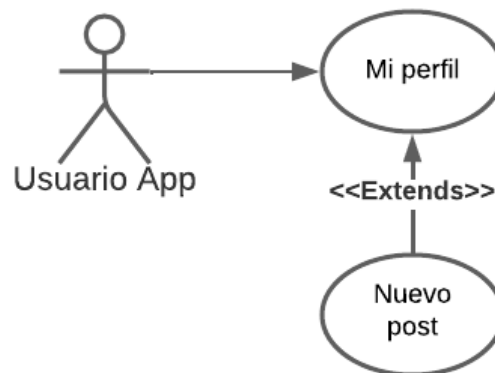 Mi perfil
Usuario App
<<Extends>>
Nuevo
post